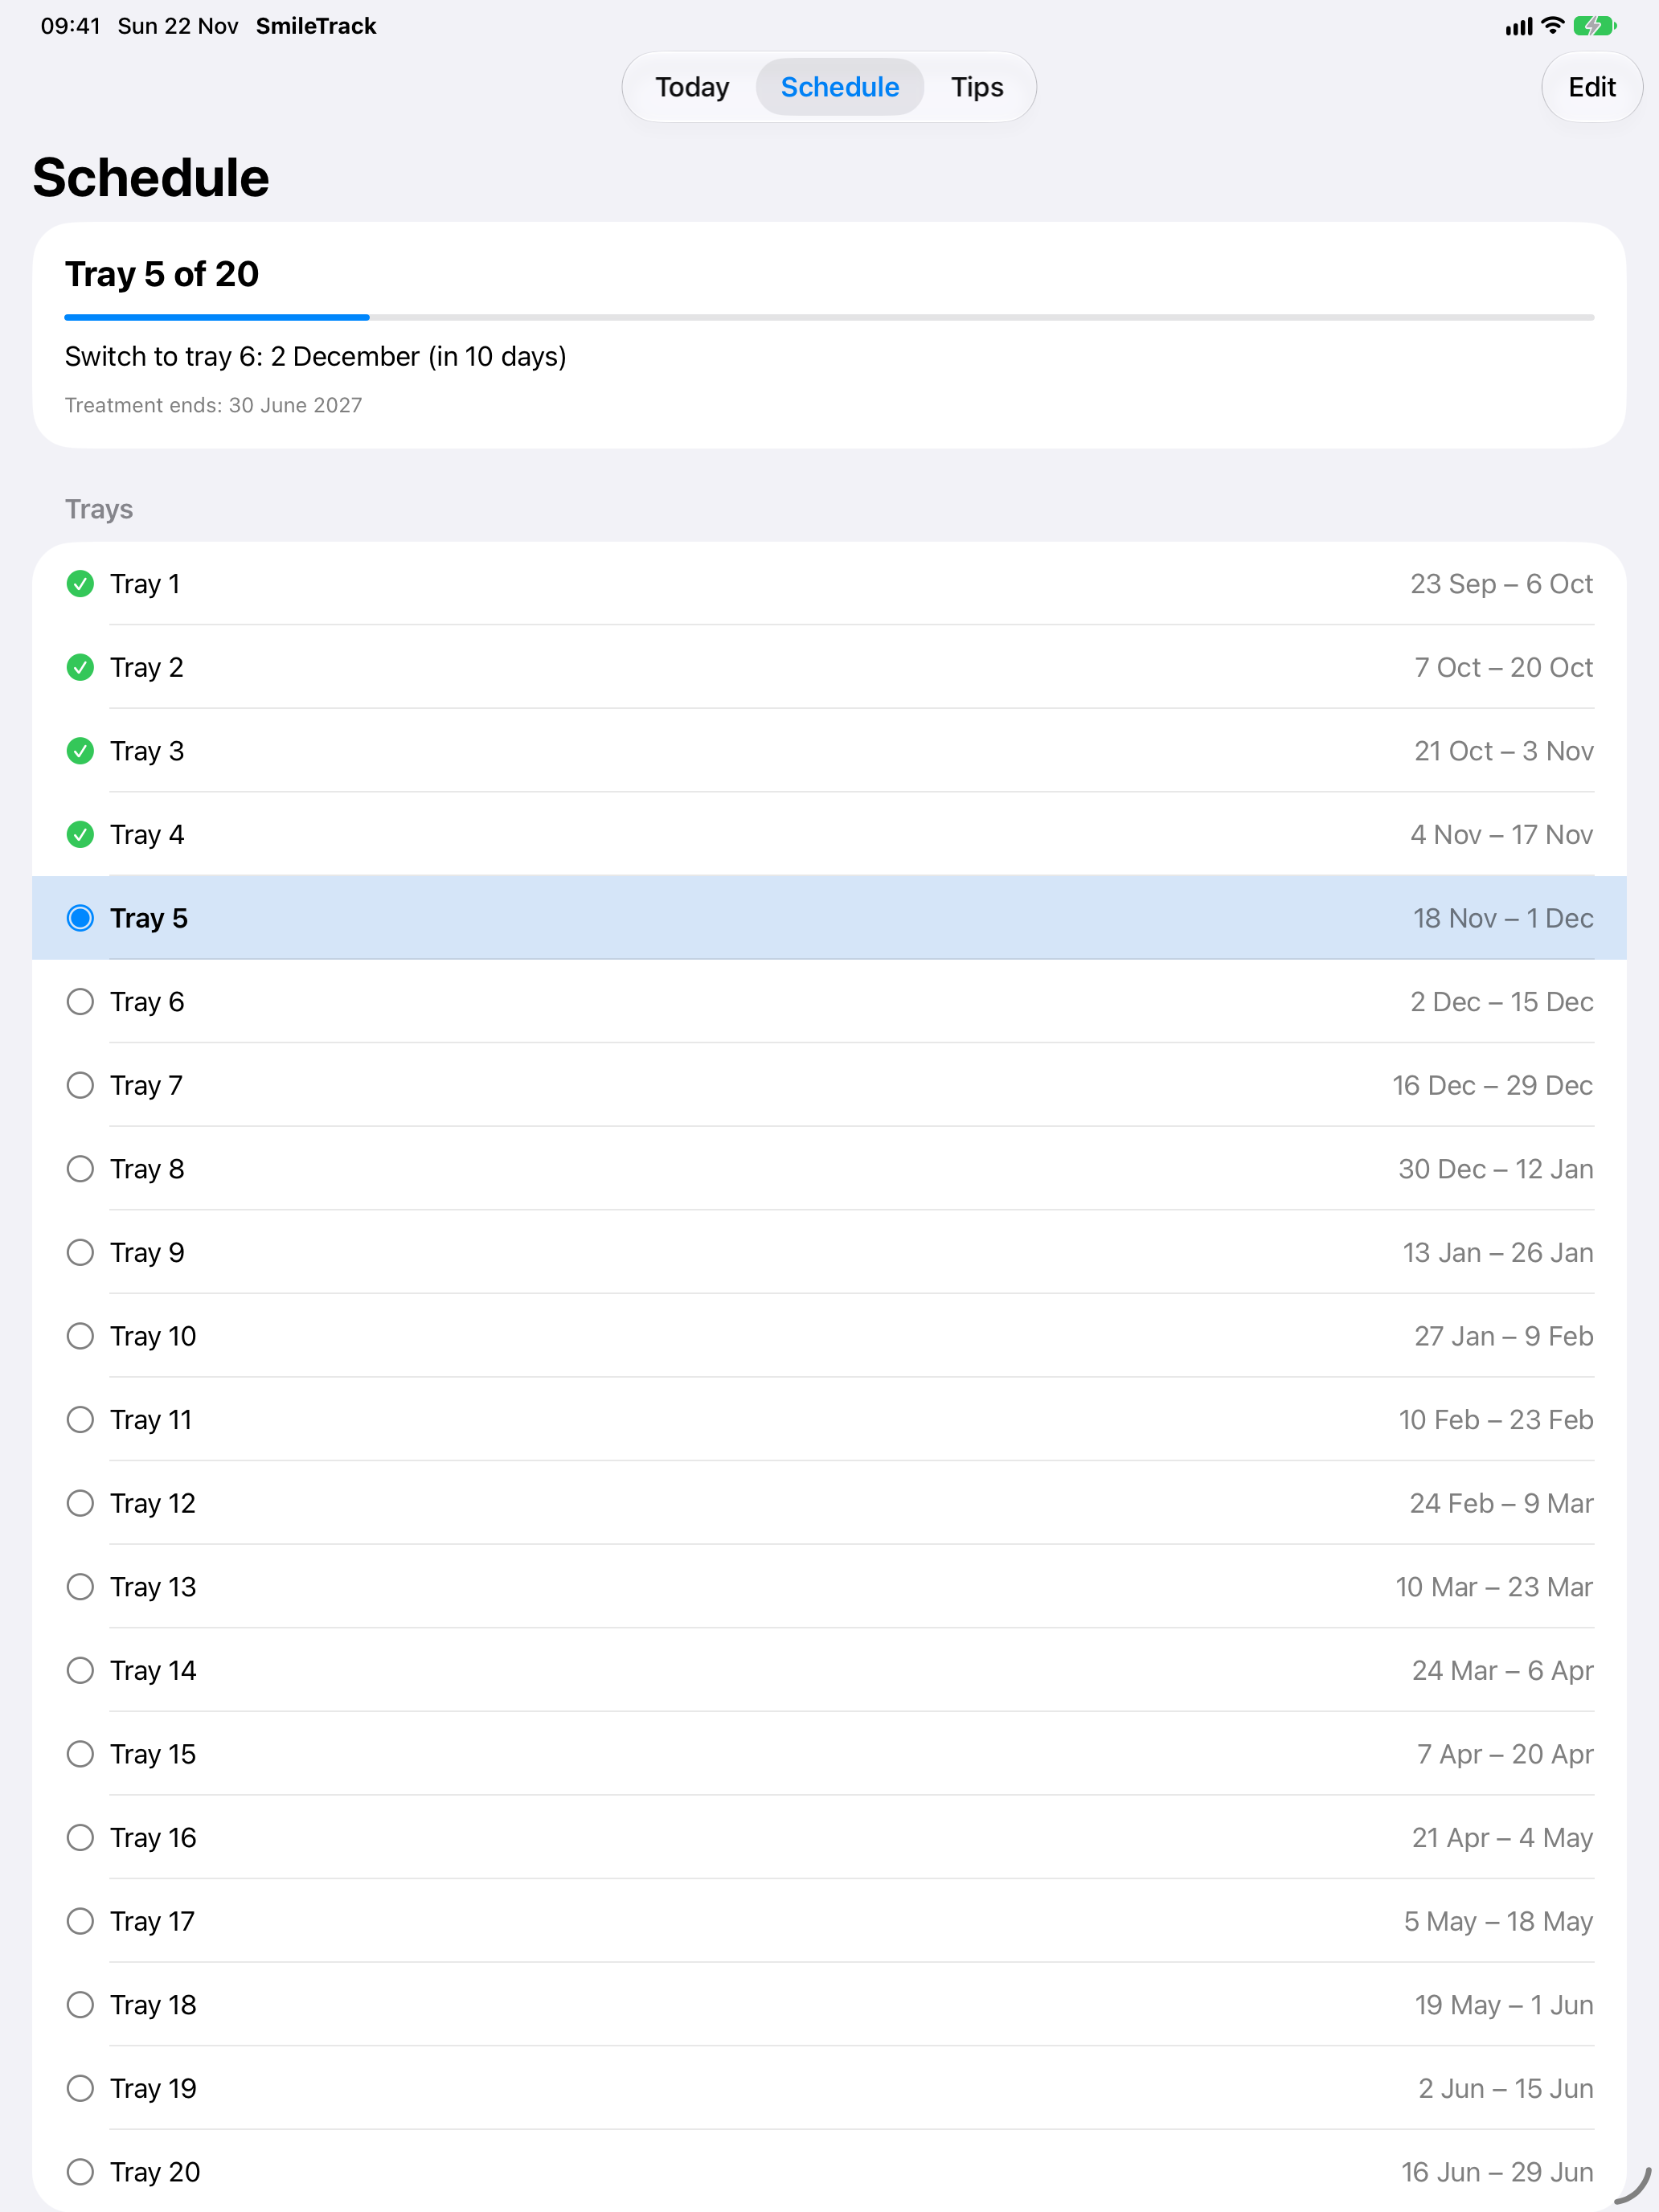 09:41 Sun 22 Nov SmileTrack
Today Schedule Tips Edit
Schedule
Tray 5 of 20
Switch to tray 6: 2 December (in 10 days)
Treatment ends: 30 June 2027
Trays
Tray 1 23 Sep – 6 Oct
Tray 2 7 Oct – 20 Oct
Tray 3 21 Oct – 3 Nov
Tray 4 4 Nov – 17 Nov
Tray 5 18 Nov – 1 Dec
Tray 6 2 Dec – 15 Dec
Tray 7 16 Dec – 29 Dec
Tray 8 30 Dec – 12 Jan
Tray 9 13 Jan – 26 Jan
Tray 10 27 Jan – 9 Feb
Tray 11 10 Feb – 23 Feb
Tray 12 24 Feb – 9 Mar
Tray 13 10 Mar – 23 Mar
Tray 14 24 Mar – 6 Apr
Tray 15 7 Apr – 20 Apr
Tray 16 21 Apr – 4 May
Tray 17 5 May – 18 May
Tray 18 19 May – 1 Jun
Tray 19 2 Jun – 15 Jun
Tray 20 16 Jun – 29 Jun